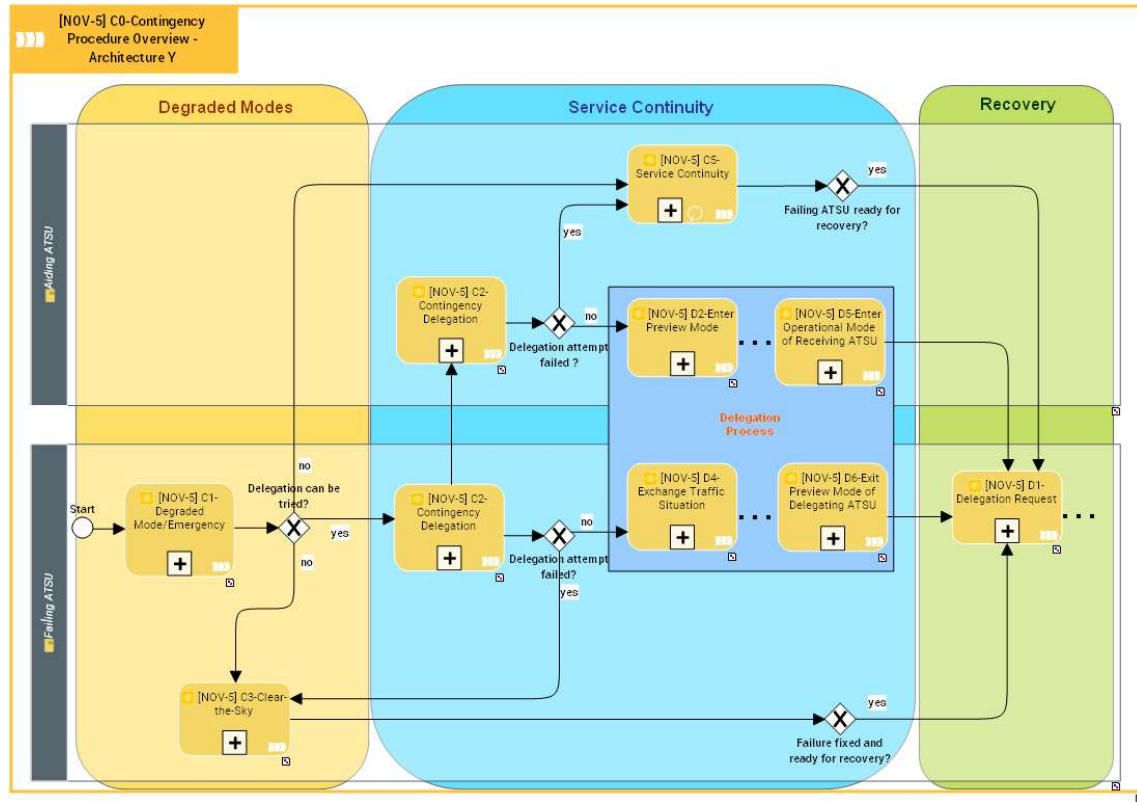 [NOV-5] C0-Contingency
Procedure Overview -
Architecture Y
Degraded Modes
Service Continuity
Recovery
Aiding ATSU
[NOV-5] C5-
Service Continuity
yes
Failing ATSU ready for
recovery?
yes
[NOV-5] C2-
Contingency
Delegation
no
Delegation attempt
failed ?
[NOV-5] D2-Enter
Preview Mode
[NOV-5] D5-Enter
Operational Mode
of Receiving ATSU
Delegation
Process
Failing ATSU
Start
[NOV-5] C1-
Degraded
Mode/Emergency
no
Delegation can be
tried?
yes
no
[NOV-5] C2-
Contingency
Delegation
no
Delegation attempt
failed?
yes
[NOV-5] D4-
Exchange Traffic
Situation
[NOV-5] D6-Exit
Preview Mode of
Delegating ATSU
[NOV-5] D1-
Delegation Request
[NOV-5] C3-Clear-
the-Sky
yes
Failure fixed and
ready for recovery?